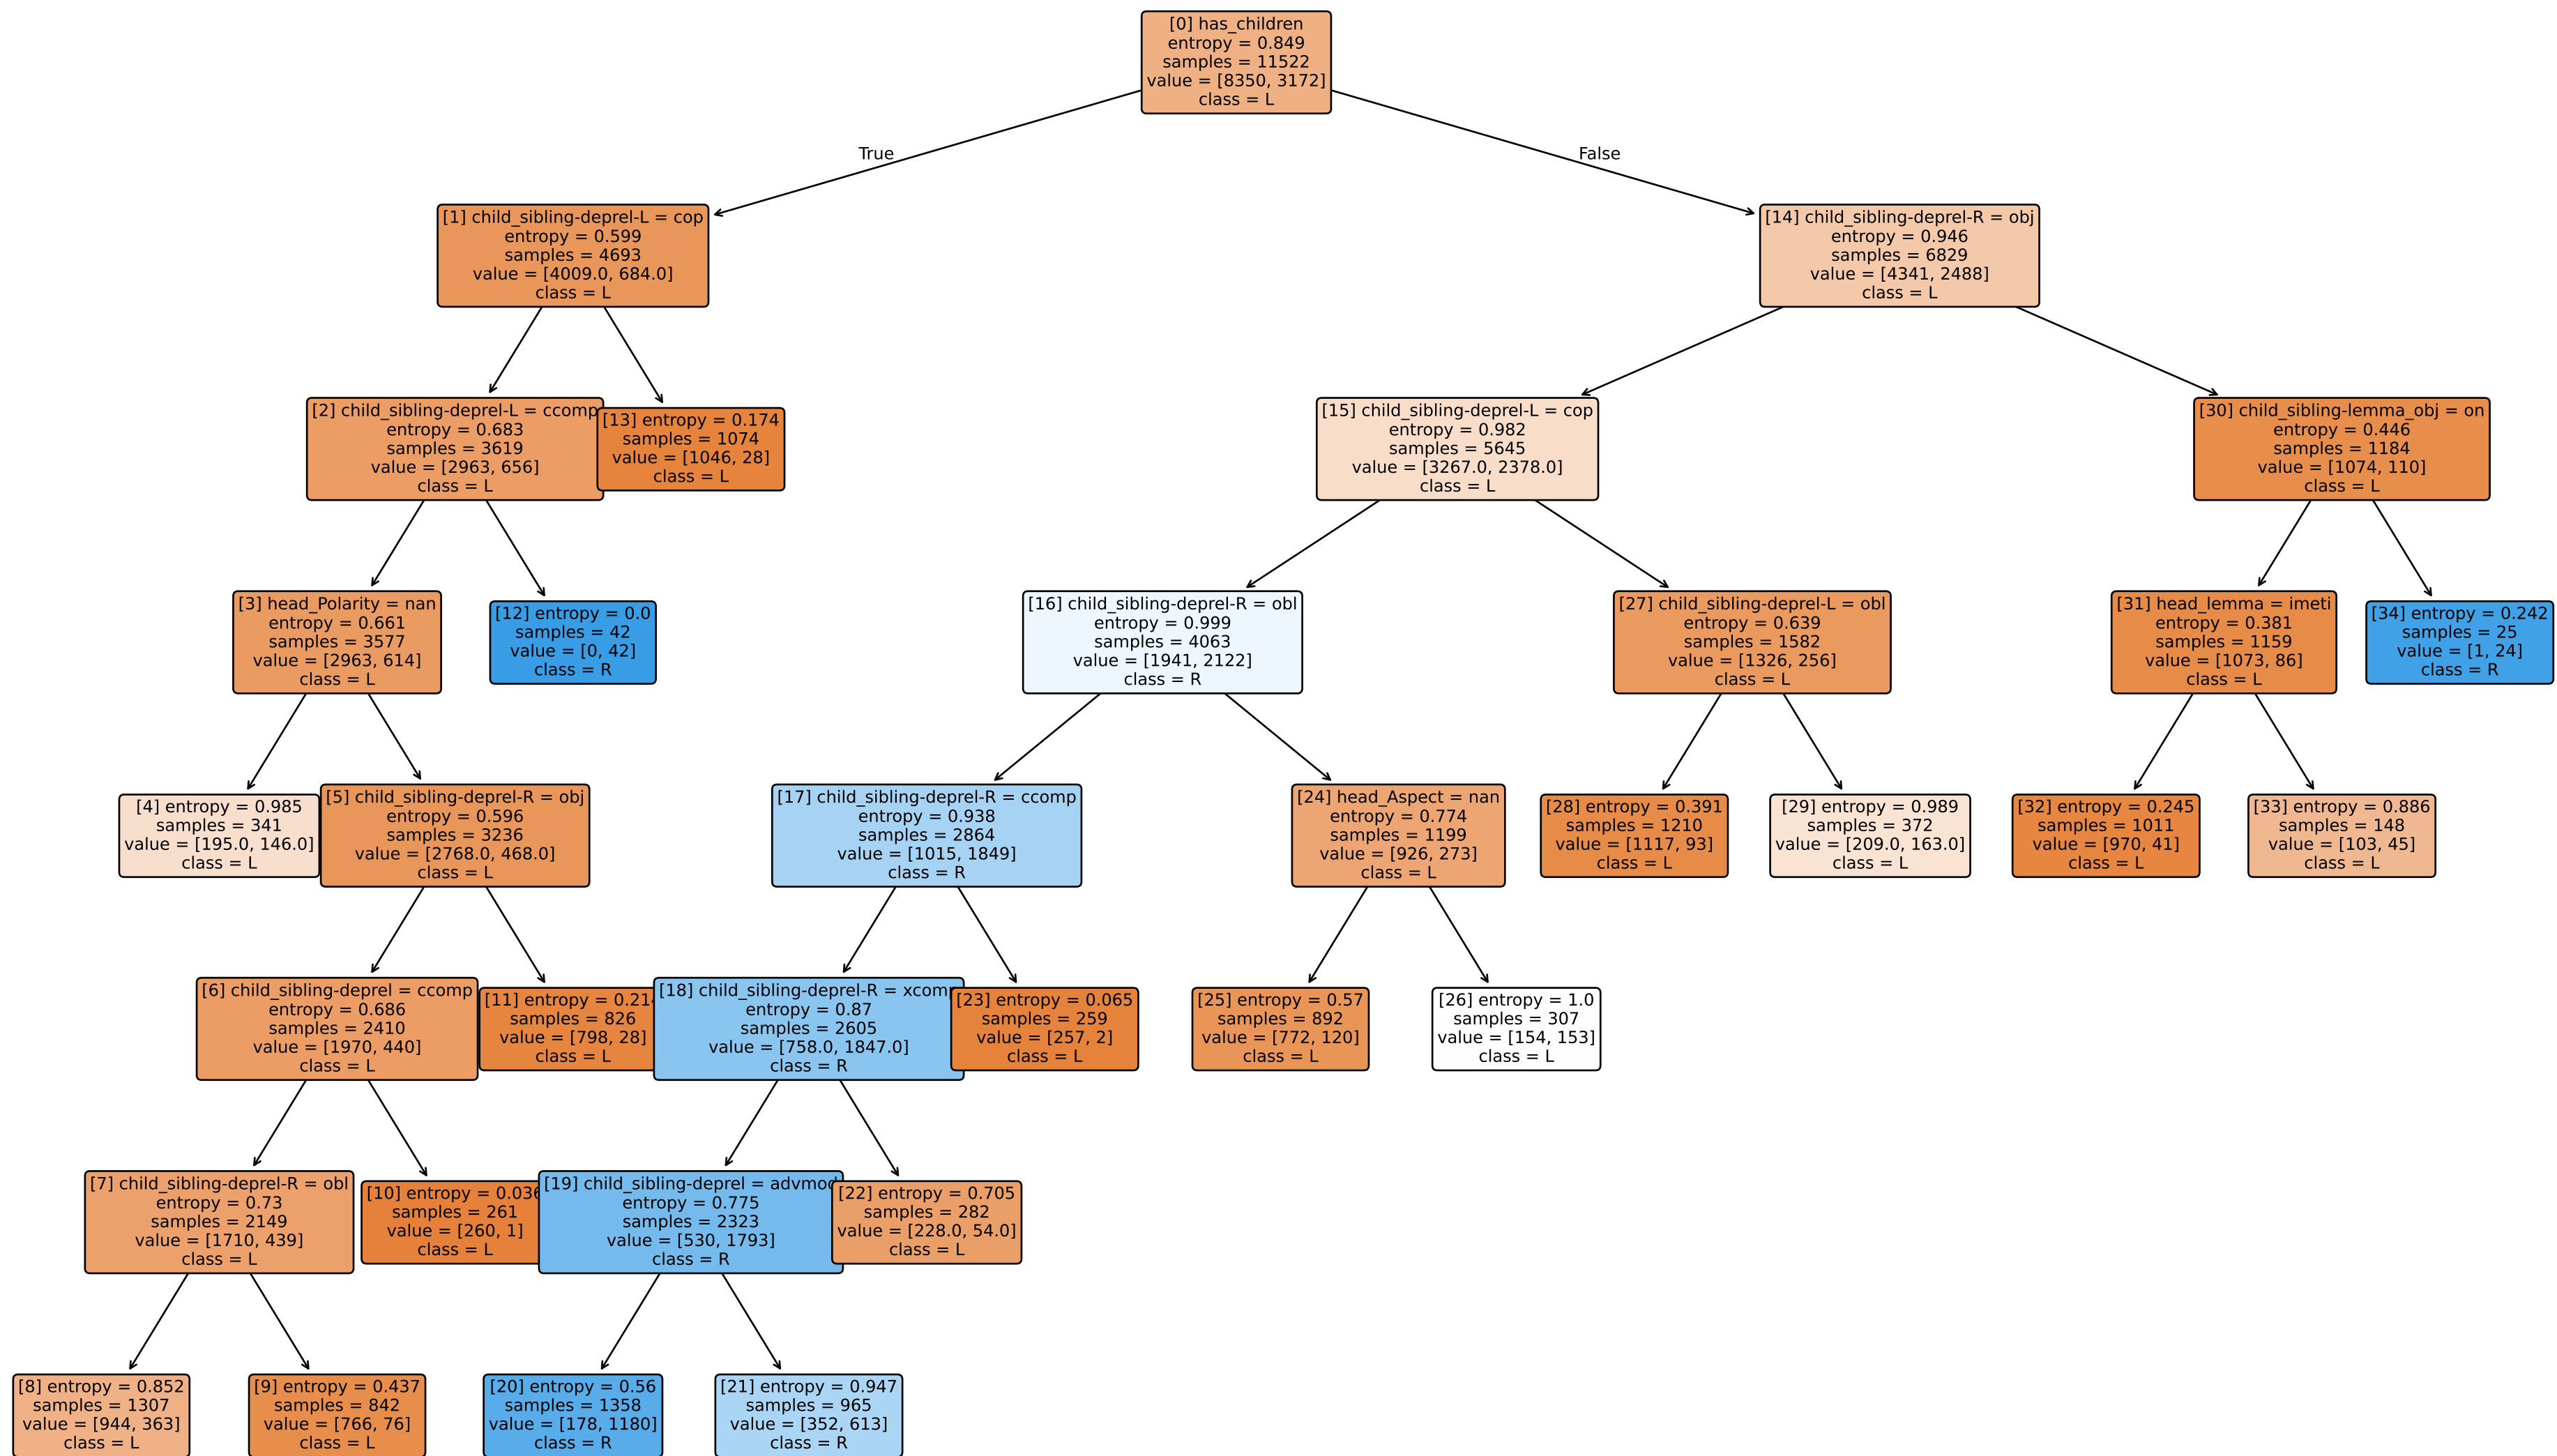 [0] has_children
entropy = 0.849
samples = 11522
value = [8350, 3172]
class = L
True
False
[1] child_sibling-deprel-L = cop
entropy = 0.599
samples = 4693
value = [4009.0, 684.0]
class = L
[14] child_sibling-deprel-R = obj
entropy = 0.946
samples = 6829
value = [4341, 2488]
class = L
[2] child_sibling-deprel-L = ccomp
entropy = 0.683
samples = 3619
value = [2963, 656]
class = L
[13] entropy = 0.174
samples = 1074
value = [1046, 28]
class = L
[15] child_sibling-deprel-L = cop
entropy = 0.982
samples = 5645
value = [3267.0, 2378.0]
class = L
[30] child_sibling-lemma_obj = on
entropy = 0.446
samples = 1184
value = [1074, 110]
class = L
[3] head_Polarity = nan
entropy = 0.661
samples = 3577
value = [2963, 614]
class = L
[12] entropy = 0.0
samples = 42
value = [0, 42]
class = R
[16] child_sibling-deprel-R = obl
entropy = 0.999
samples = 4063
value = [1941, 2122]
class = R
[27] child_sibling-deprel-L = obl
entropy = 0.639
samples = 1582
value = [1326, 256]
class = L
[31] head_lemma = imeti
entropy = 0.381
samples = 1159
value = [1073, 86]
class = L
[34] entropy = 0.242
samples = 25
value = [1, 24]
class = R
[4] entropy = 0.985
samples = 341
value = [195.0, 146.0]
class = L
[5] child_sibling-deprel-R = obj
entropy = 0.596
samples = 3236
value = [2768.0, 468.0]
class = L
[17] child_sibling-deprel-R = ccomp
entropy = 0.938
samples = 2864
value = [1015, 1849]
class = R
[24] head_Aspect = nan
entropy = 0.774
samples = 1199
value = [926, 273]
class = L
[28] entropy = 0.391
samples = 1210
value = [1117, 93]
class = L
[29] entropy = 0.989
samples = 372
value = [209.0, 163.0]
class = L
[32] entropy = 0.245
samples = 1011
value = [970, 41]
class = L
[33] entropy = 0.886
samples = 148
value = [103, 45]
class = L
[6] child_sibling-deprel = ccomp
entropy = 0.686
samples = 2410
value = [1970, 440]
class = L
[11] entropy = 0.214
samples = 826
value = [798, 28]
class = L
[18] child_sibling-deprel-R = xcomp
entropy = 0.87
samples = 2605
value = [758.0, 1847.0]
class = R
[23] entropy = 0.065
samples = 259
value = [257, 2]
class = L
[25] entropy = 0.57
samples = 892
value = [772, 120]
class = L
[26] entropy = 1.0
samples = 307
value = [154, 153]
class = L
[7] child_sibling-deprel-R = obl
entropy = 0.73
samples = 2149
value = [1710, 439]
class = L
[10] entropy = 0.036
samples = 261
value = [260, 1]
class = L
[19] child_sibling-deprel = advmod
entropy = 0.775
samples = 2323
value = [530, 1793]
class = R
[22] entropy = 0.705
samples = 282
value = [228.0, 54.0]
class = L
[8] entropy = 0.852
samples = 1307
value = [944, 363]
class = L
[9] entropy = 0.437
samples = 842
value = [766, 76]
class = L
[20] entropy = 0.56
samples = 1358
value = [178, 1180]
class = R
[21] entropy = 0.947
samples = 965
value = [352, 613]
class = R